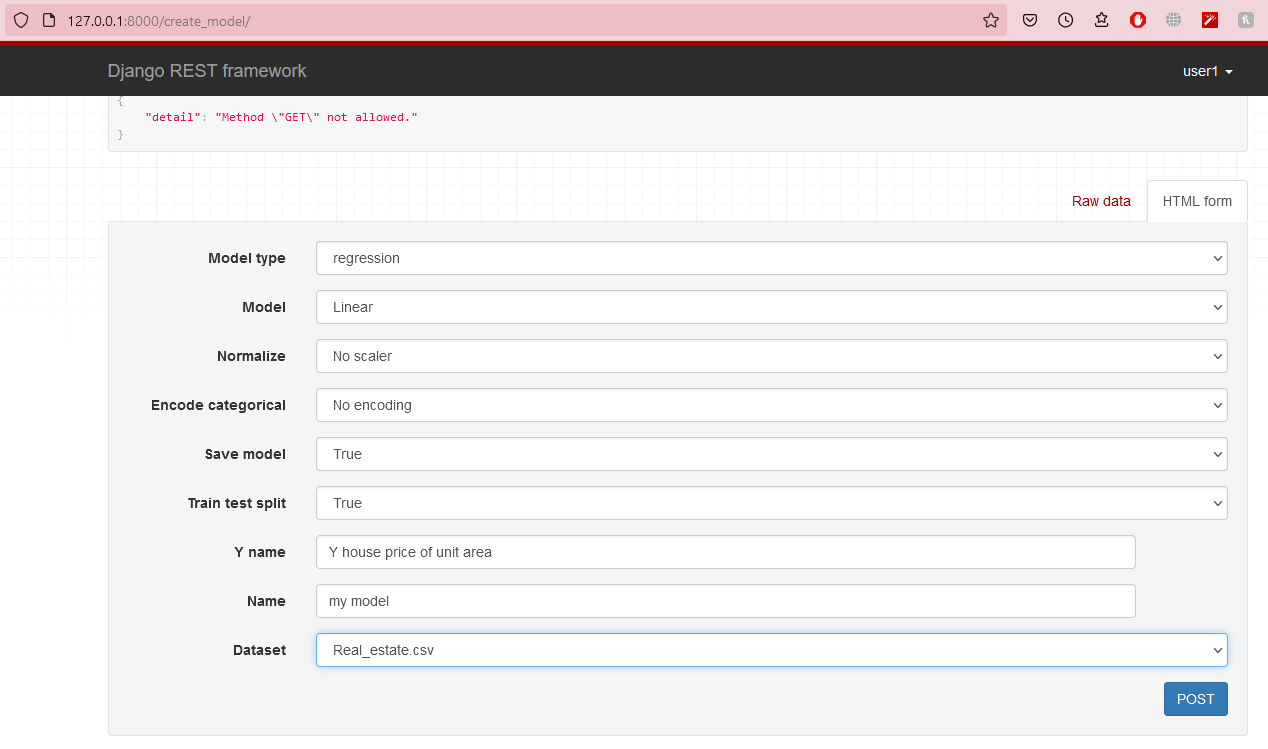 127.0.0.1:8000/create_model/
Django REST framework user1
{
"detail": "Method \"GET\" not allowed."
}
Raw data HTML form
Model type regression
Model Linear
Normalize No scaler
Encode categorical No encoding
Save model True
Train test split True
Y name Y house price of unit area
Name my model
Dataset Real_estate.csv
POST